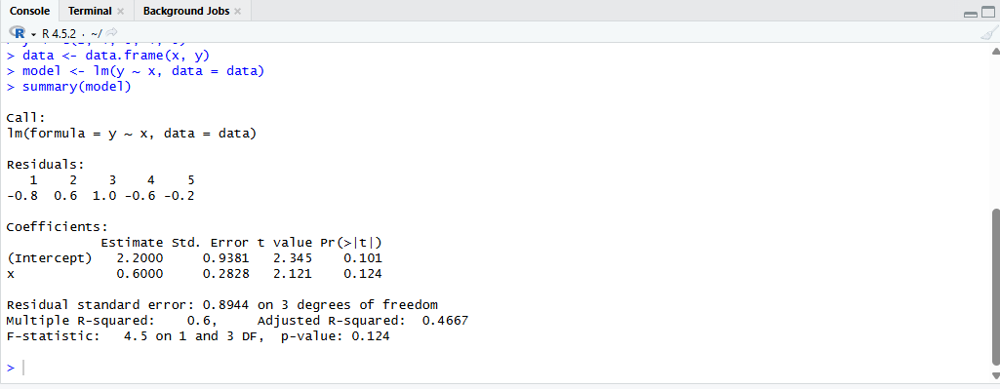 Console Terminal × Background Jobs ×
R R 4.5.2 · ~/
> data <- data.frame(x, y)
> model <- lm(y ~ x, data = data)
> summary(model)
Call:
lm(formula = y ~ x, data = data)
Residuals:
1 2 3 4 5
-0.8 0.6 1.0 -0.6 -0.2
Coefficients:
Estimate Std. Error t value Pr(>|t|)
(Intercept) 2.2000 0.9381 2.345 0.101
x 0.6000 0.2828 2.121 0.124
Residual standard error: 0.8944 on 3 degrees of freedom
Multiple R-squared: 0.6, Adjusted R-squared: 0.4667
F-statistic: 4.5 on 1 and 3 DF, p-value: 0.124
>